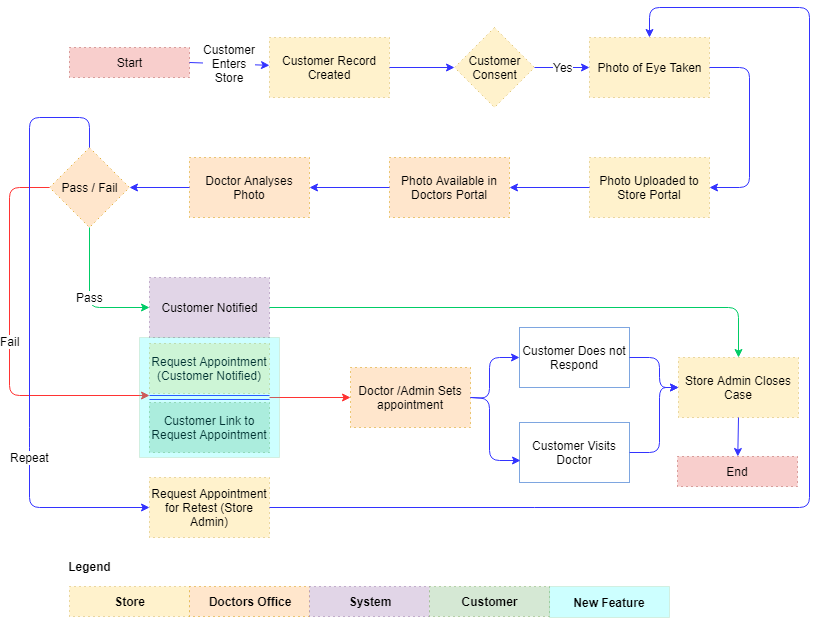 Start
Customer
Enters
Store
Customer Record
Created
Customer
Consent
Yes
Photo of Eye Taken
Pass / Fail
Doctor Analyses
Photo
Photo Available in
Doctors Portal
Photo Uploaded to
Store Portal
Pass
Customer Notified
Fail
Request Appointment
(Customer Notified)
Customer Link to
Request Appointment
Doctor /Admin Sets
appointment
Customer Does not
Respond
Customer Visits
Doctor
Store Admin Closes
Case
End
Repeat
Request Appointment
for Retest (Store
Admin)
Legend
Store
Doctors Office
System
Customer
New Feature